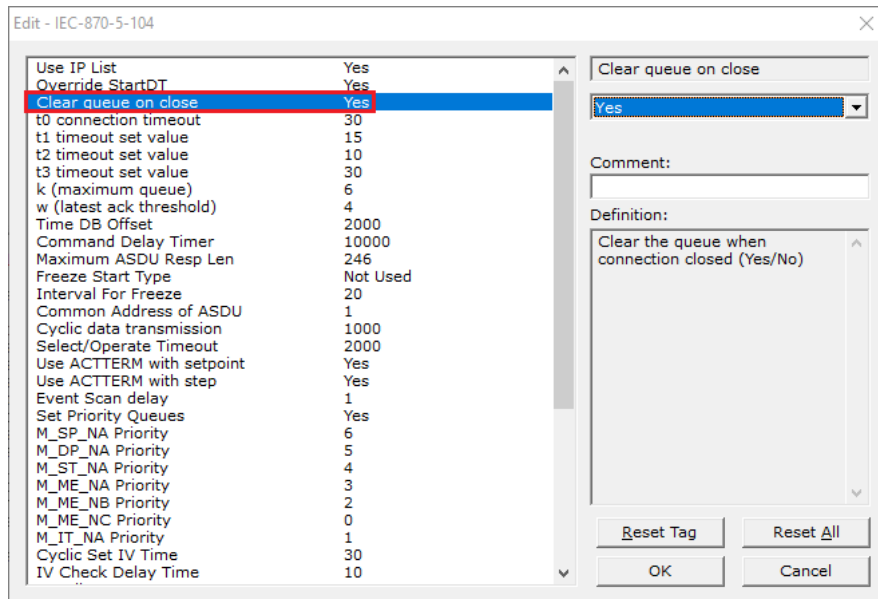 Edit - IEC-870-5-104
Use IP List Yes
Override StartDT Yes
Clear queue on close Yes
t0 connection timeout 30
t1 timeout set value 15
t2 timeout set value 10
t3 timeout set value 30
k (maximum queue) 6
w (latest ack threshold) 4
Time DB Offset 2000
Command Delay Timer 10000
Maximum ASDU Resp Len 246
Freeze Start Type Not Used
Interval For Freeze 20
Common Address of ASDU 1
Cyclic data transmission 1000
Select/Operate Timeout 2000
Use ACTTERM with setpoint Yes
Use ACTTERM with step Yes
Event Scan delay 1
Set Priority Queues Yes
M_SP_NA Priority 6
M_DP_NA Priority 5
M_ST_NA Priority 4
M_ME_NA Priority 3
M_ME_NB Priority 2
M_ME_NC Priority 0
M_IT_NA Priority 1
Cyclic Set IV Time 30
IV Check Delay Time 10
Clear queue on close
Yes
Comment:
Definition:
Clear the queue when
connection closed (Yes/No)
Reset Tag Reset All
OK Cancel